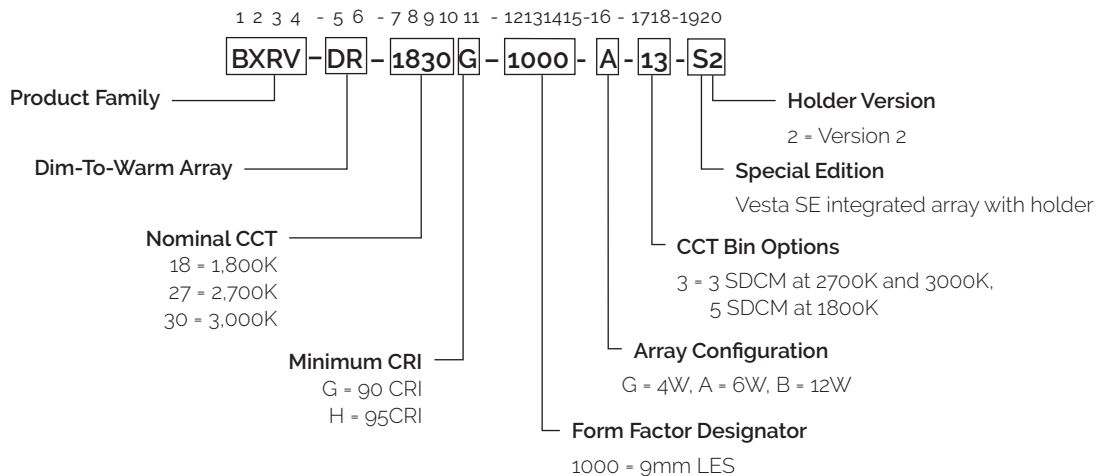 1 2 3 4 - 5 6 - 7 8 9 10 11 - 12131415-16 - 1718-1920
BXRV-DR-1830G-1000-A-13-S2
Product Family
Holder Version
2 = Version 2
Dim-To-Warm Array
Special Edition
Vesta SE integrated array with holder
Nominal CCT
18 = 1,800K
27 = 2,700K
30 = 3,000K
CCT Bin Options
3 = 3 SDCM at 2700K and 3000K,
5 SDCM at 1800K
Minimum CRI
G = 90 CRI
H = 95CRI
Array Configuration
G = 4W, A = 6W, B = 12W
Form Factor Designator
1000 = 9mm LES